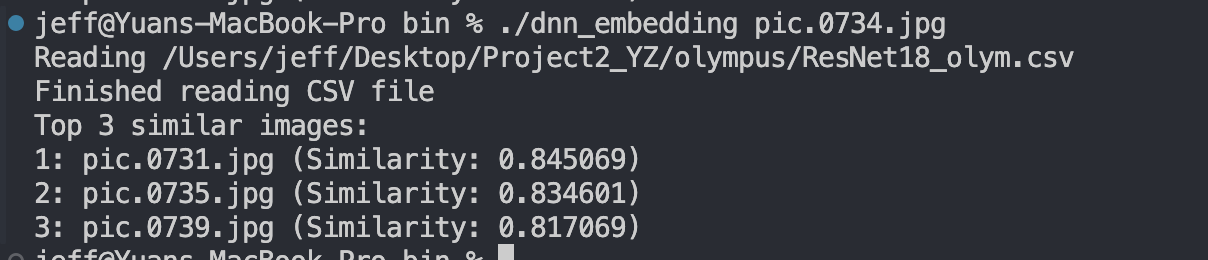 jeff@Yuans-MacBook-Pro bin % ./dnn_embedding pic.0734.jpg
Reading /Users/jeff/Desktop/Project2_YZ/olympus/ResNet18_olym.csv
Finished reading CSV file
Top 3 similar images:
1: pic.0731.jpg (Similarity: 0.845069)
2: pic.0735.jpg (Similarity: 0.834601)
3: pic.0739.jpg (Similarity: 0.817069)
jeff@Yuans-MacBook-Pro bin %